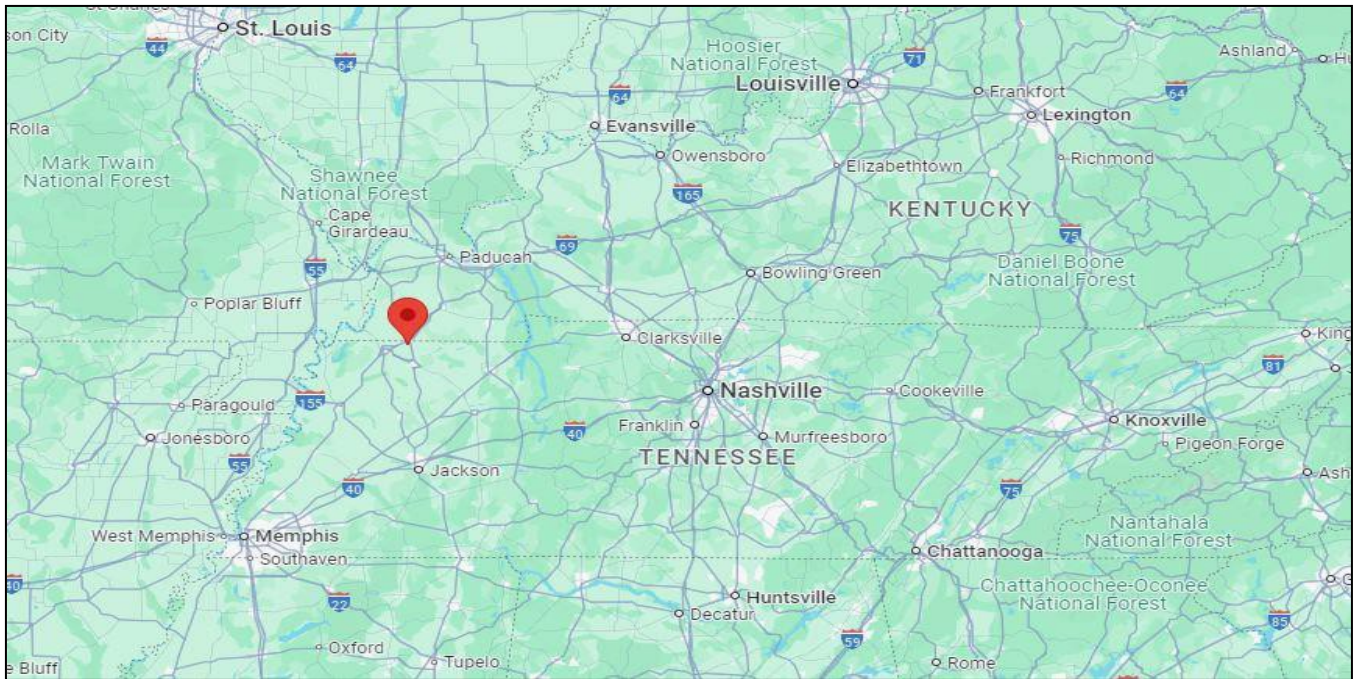 St. Louis
son City
44
64
Hoosier
National Forest
71
Ashland
Louisville
Frankfort
64
64
Lexington
Evansville
Rolla
Owensboro
Elizabethtown
Richmond
Mark Twain
National Forest
Shawnee
National Forest
165
KENTUCKY
Cape
Girardeau
69
75
55
Paducah
Bowling Green
Daniel Boone
National Forest
Poplar Bluff
Clarksville
King
81
Nashville
Cookeville
155
Paragould
Knoxville
Franklin
40
Murfreesboro
Pigeon Forge
Jonesboro
TENNESSEE
55
Jackson
Ash
40
75
Nantahala
National Forest
West Memphis
Memphis
Chattanooga
Southaven
40
Chattahoochee-Oconee
National Forest
Huntsville
22
Decatur
85
59
Oxford
Tupelo
Rome
e Bluff